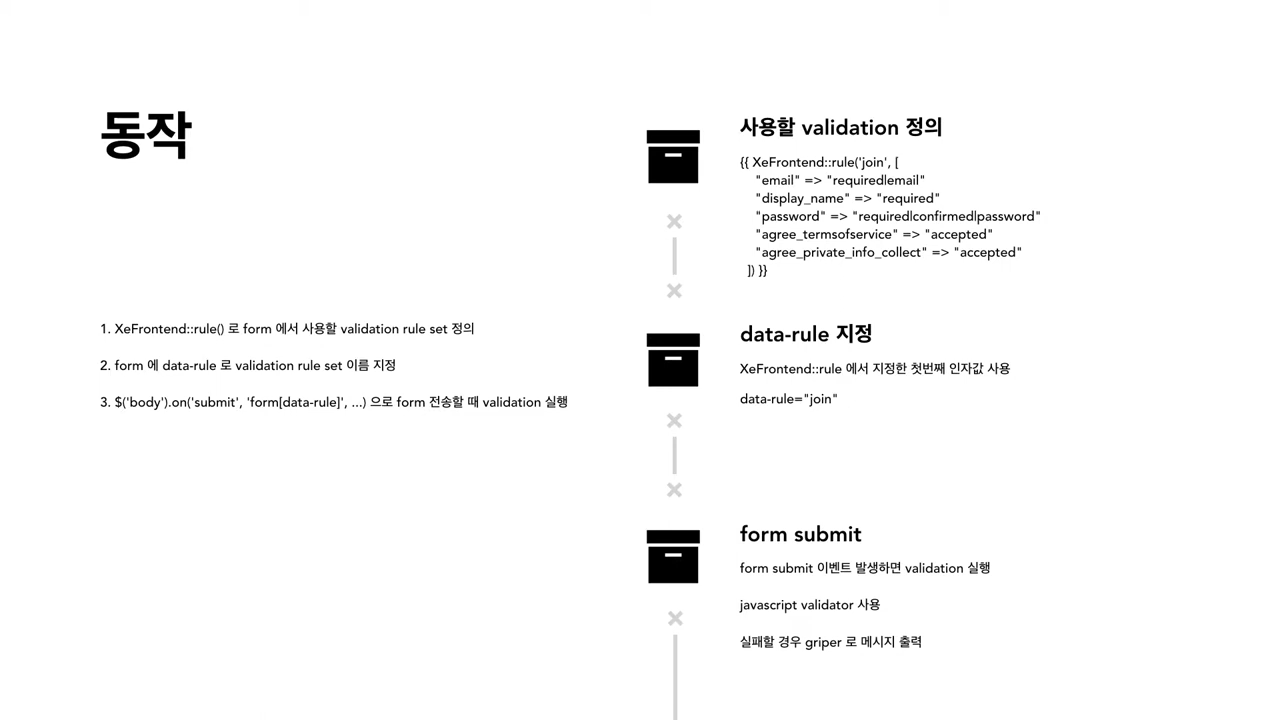 동작
1. XeFrontend::rule() 로 form 에서 사용할 validation rule set 정의
2. form 에 data-rule 로 validation rule set 이름 지정
3. $('body').on('submit', 'form[data-rule]', ...) 으로 form 전송할 때 validation 실행
사용할 validation 정의
{{ XeFrontend::rule('join', [
"email" => "required|email"
"display_name" => "required"
"password" => "required|confirmed|password"
"agree_termsofservice" => "accepted"
"agree_private_info_collect" => "accepted"
]) }}
data-rule 지정
XeFrontend::rule 에서 지정한 첫번째 인자값 사용
data-rule="join"
form submit
form submit 이벤트 발생하면 validation 실행
javascript validator 사용
실패할 경우 griper 로 메시지 출력